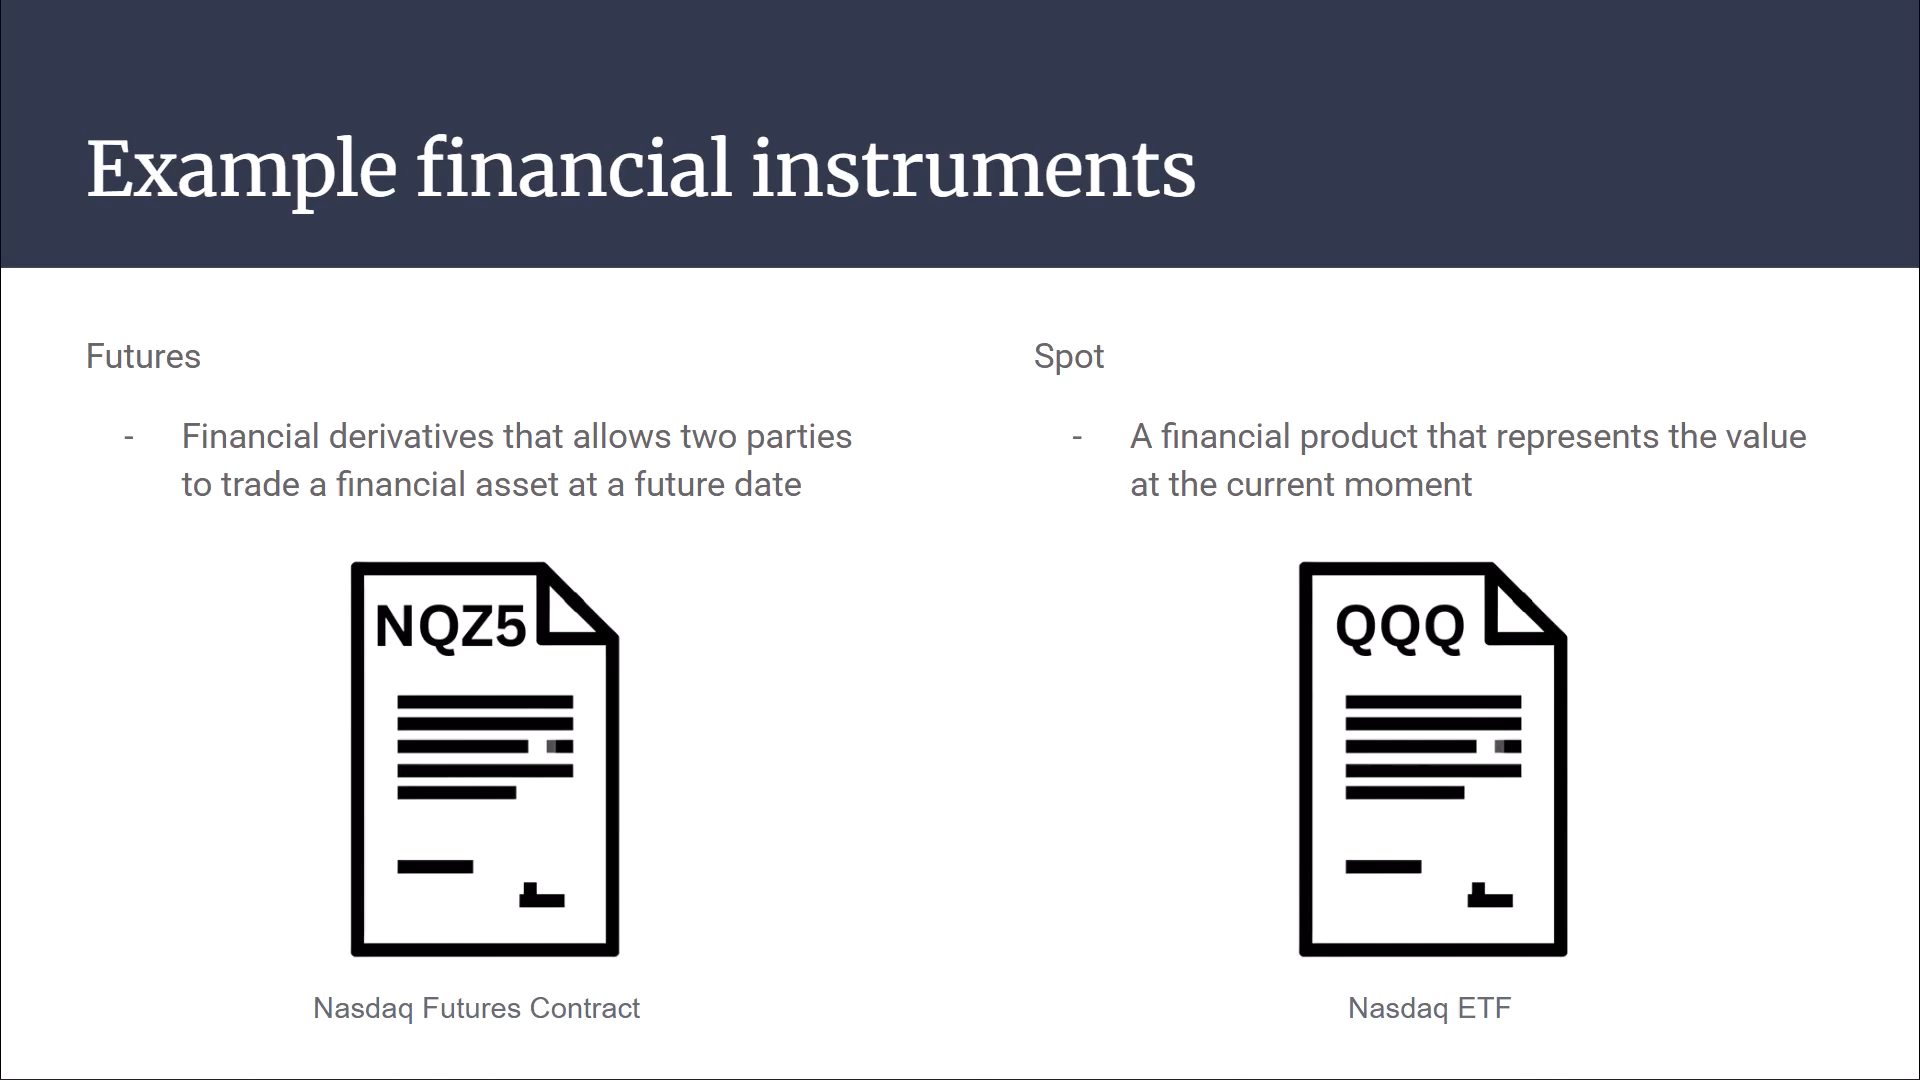 Example financial instruments
Futures
- Financial derivatives that allows two parties
to trade a financial asset at a future date
NQZ5
Nasdaq Futures Contract
Spot
- A financial product that represents the value
at the current moment
QQQ
Nasdaq ETF